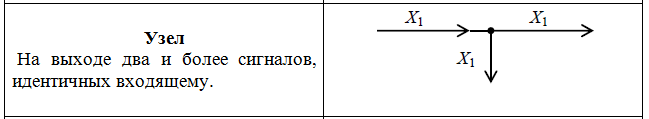 Узел
На выходе два и более сигналов,
идентичных входящему.
X₁ X₁
X₁